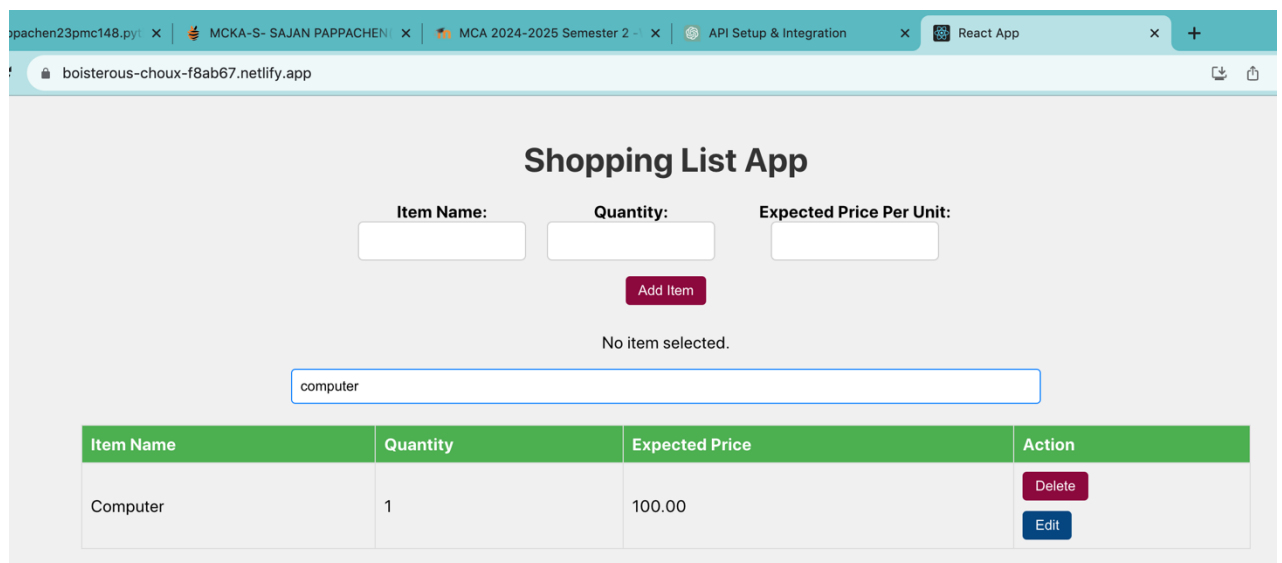 ppachen23pmc148.py MCKA-S- SAJAN PAPPACHEN MCA 2024-2025 Semester 2 - API Setup & Integration React App
boisterous-choux-f8ab67.netlify.app
Shopping List App
Item Name: Quantity: Expected Price Per Unit:
Add Item
No item selected.
computer
Item Name Quantity Expected Price Action
Computer 1 100.00 Delete
Edit